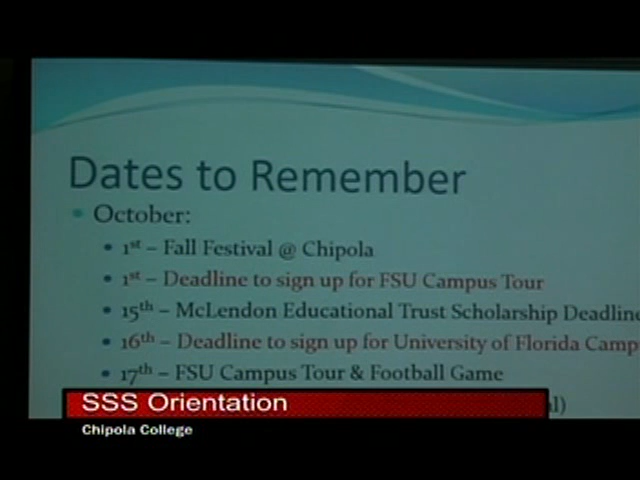 Dates to Remember
October:
1st – Fall Festival @ Chipola
1st – Deadline to sign up for FSU Campus Tour
15th – McLendon Educational Trust Scholarship Deadline
16th – Deadline to sign up for University of Florida Camp
17th – FSU Campus Tour & Football Game
SSS Orientation
Chipola College